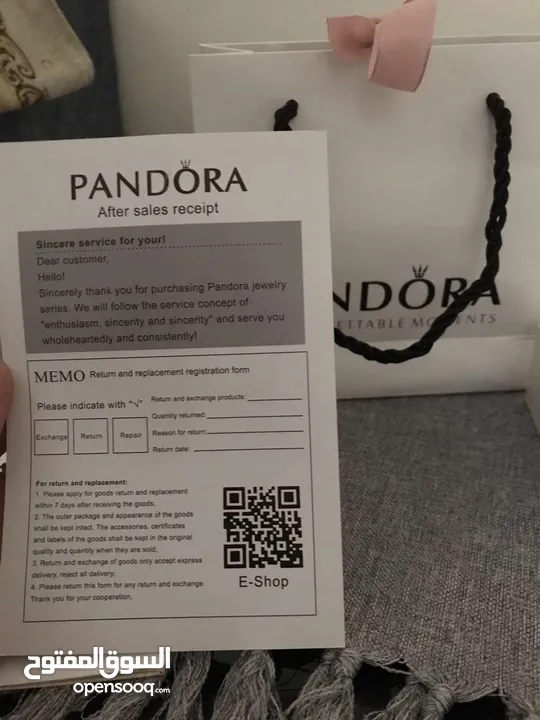 PANDORA
After sales receipt
Sincere service for your!
Dear customer,
Hello!
Sincerely thank you for purchasing Pandora jewelry
series. We will follow the service concept of
"enthusiasm, sincerity and sincerity" and serve you
wholeheartedly and consistently!
MEMO Return and replacement registration form
Please indicate with "√"
Exchange
Return
Repair
Return and exchange products:
Quantity returned:
Reason for return:
Return date:
For return and replacement:
1. Please apply for goods return and replacement
within 7 days after receiving the goods;
2. The outer package and appearance of the goods
shall be kept intact. The accessories, certificates
and labels of the goods shall be kept in the original
quality and quantity when they are sold;
3. Return and exchange of goods only accept express
delivery, reject all delivery;
4. Please return this form for any return and exchange.
Thank you for your cooperation,
E-Shop
NDORA
ETTABLE MOMENTS
السوق المفتوح
opensooq.com